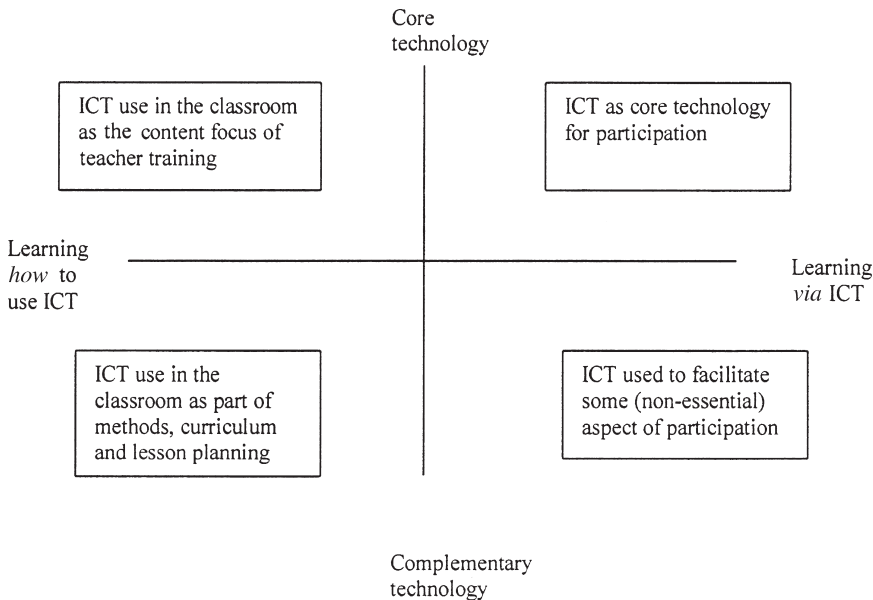 Core
technology
ICT use in the classroom
as the content focus of
teacher training
ICT as core technology
for participation
Learning
how to
use ICT
Learning
via ICT
ICT use in the
classroom as part of
methods, curriculum
and lesson planning
ICT used to facilitate
some (non-essential)
aspect of participation
Complementary
technology